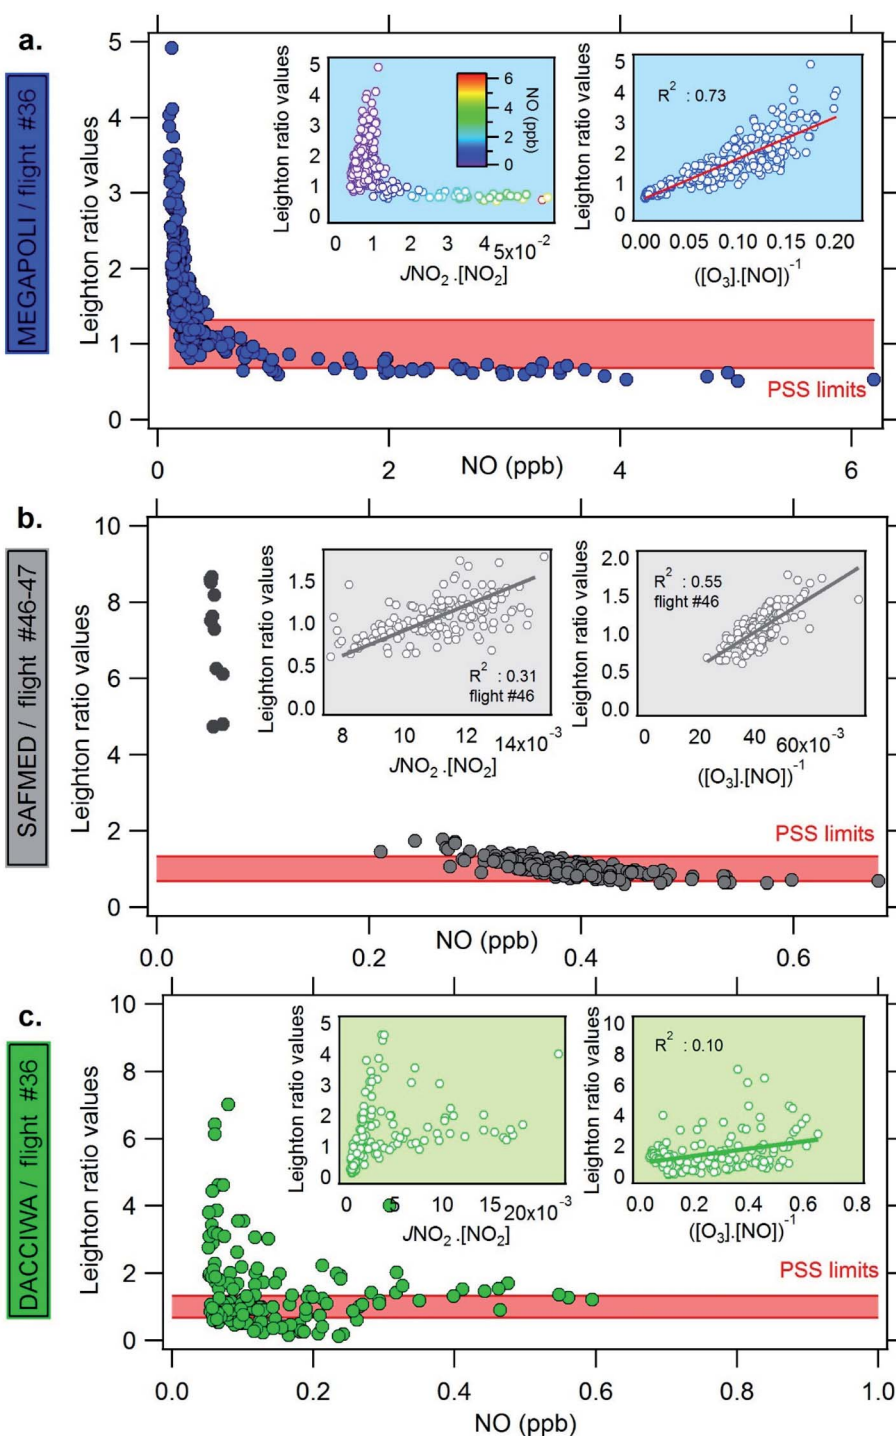 a.
MEGAPOLI / flight #36
Leighton ratio values
5
4
3
2
1
0
0
2
4
6
NO (ppb)
PSS limits
Leighton ratio values
5
4
3
2
1
0
0
1
2
3
4
5x10-2
JNO2 .[NO2]
6
4
2
0
NO (ppb)
Leighton ratio values
5
4
3
2
1
0
R2 : 0.73
0.00
0.05
0.10
0.15
0.20
([O3].[NO])-1
b.
SAFMED / flight #46-47
Leighton ratio values
10
8
6
4
2
0
0.0
0.2
0.4
0.6
NO (ppb)
PSS limits
Leighton ratio values
1.5
1.0
0.5
0.0
R2 : 0.31
flight #46
8
10
12
14x10-3
JNO2 .[NO2]
Leighton ratio values
2.0
1.5
1.0
0.5
0.0
R2 : 0.55
flight #46
0
20
40
60x10-3
([O3].[NO])-1
c.
DACCIWA / flight #36
Leighton ratio values
10
8
6
4
2
0
0.0
0.2
0.4
0.6
0.8
1.0
NO (ppb)
PSS limits
Leighton ratio values
5
4
3
2
1
0
0
5
10
15
20x10-3
JNO2 .[NO2]
Leighton ratio values
10
8
6
4
2
0
R2 : 0.10
0.0
0.2
0.4
0.6
0.8
([O3].[NO])-1